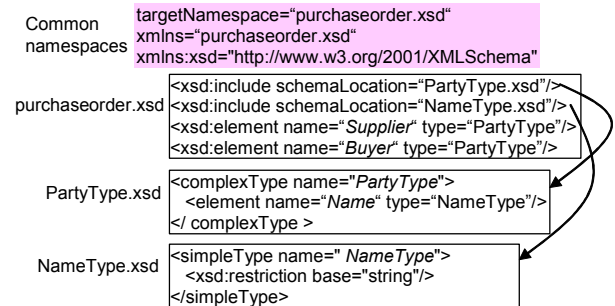 Common
namespaces
targetNamespace=“purchaseorder.xsd“
xmlns=“purchaseorder.xsd“
xmlns:xsd="http://www.w3.org/2001/XMLSchema"
purchaseorder.xsd
<xsd:include schemaLocation=“PartyType.xsd”/>
<xsd:include schemaLocation=“NameType.xsd”/>
<xsd:element name=“Supplier“ type=“PartyType”/>
<xsd:element name=“Buyer“ type=“PartyType”/>
PartyType.xsd
<complexType name="PartyType">
<element name=“Name“ type=“NameType”/>
</ complexType >
NameType.xsd
<simpleType name=" NameType">
<xsd:restriction base="string"/>
</simpleType>